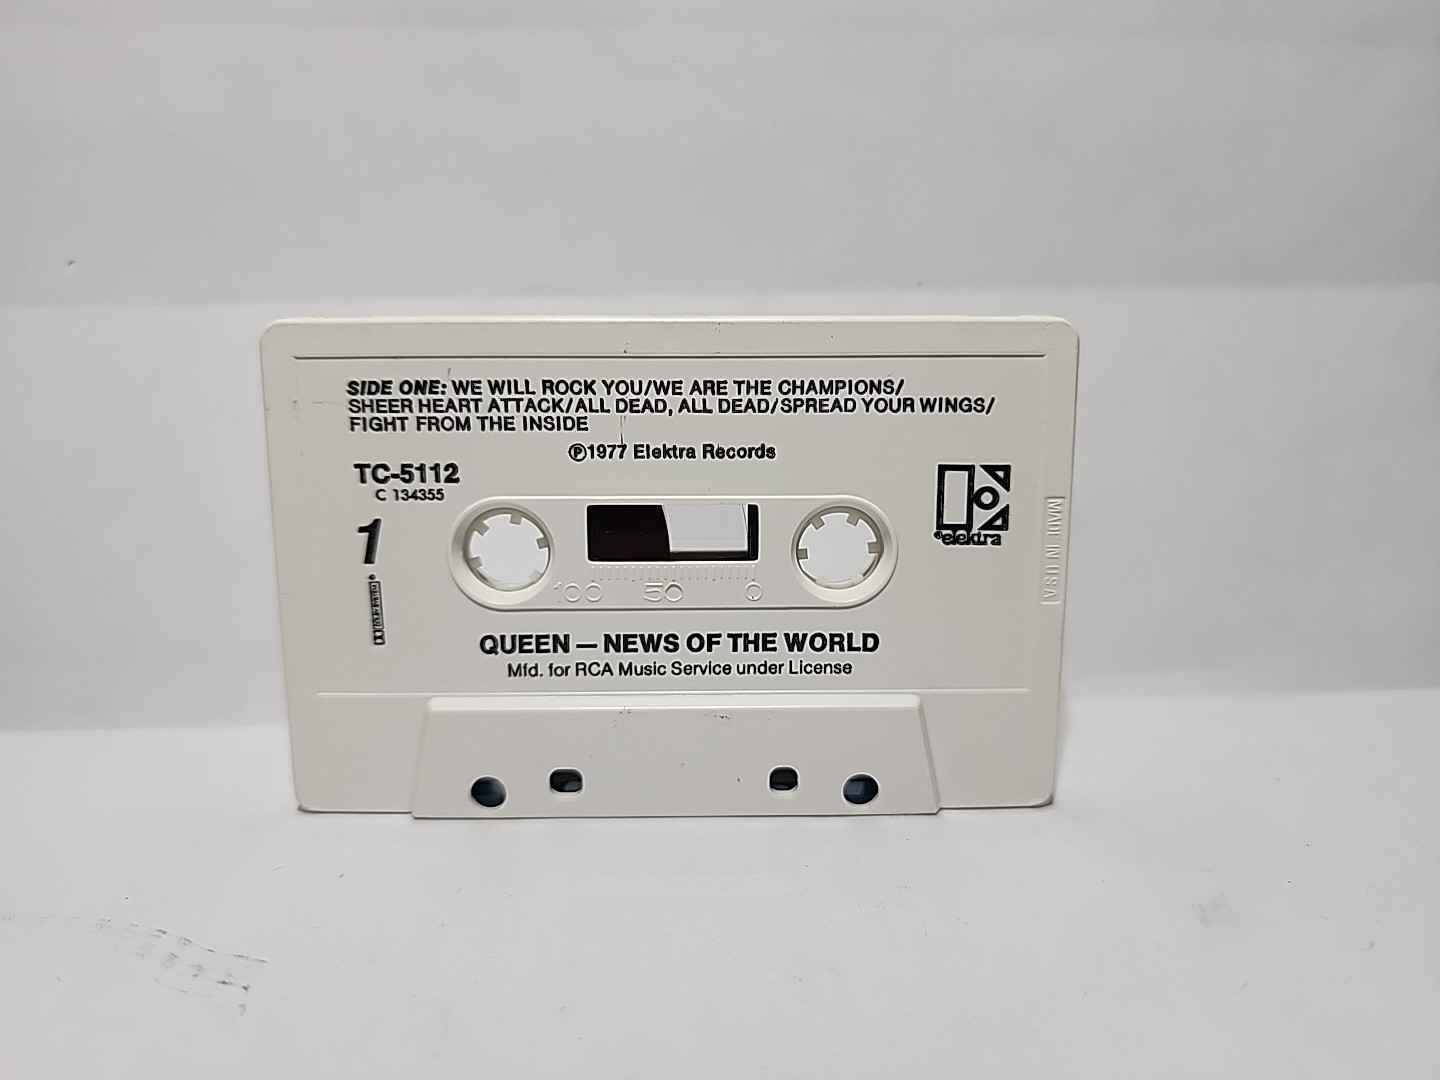 SIDE ONE: WE WILL ROCK YOU/WE ARE THE CHAMPIONS/
SHEER HEART ATTACK/ALL DEAD, ALL DEAD/SPREAD YOUR WINGS/
FIGHT FROM THE INSIDE
℗1977 Elektra Records
TC-5112
C 134355
1
®elektra
MADE IN USA
100 50 0
QUEEN — NEWS OF THE WORLD
Mfd. for RCA Music Service under License